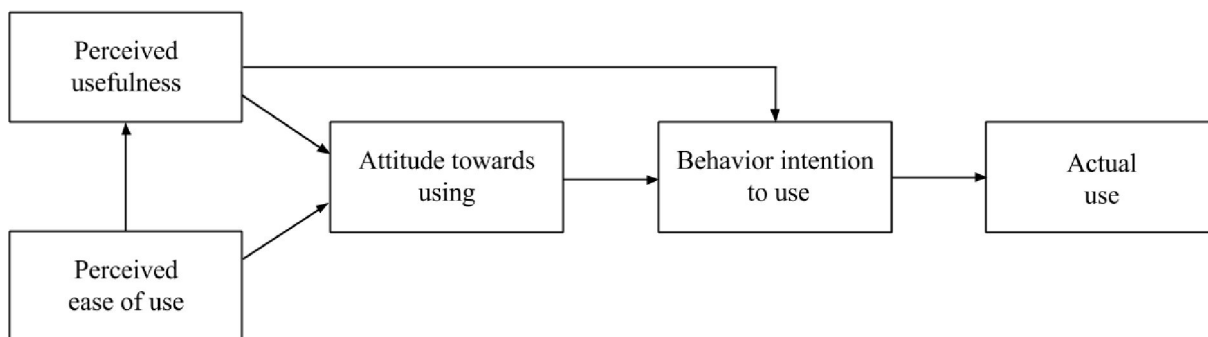 Perceived
usefulness
Attitude towards
using
Behavior intention
to use
Actual
use
Perceived
ease of use